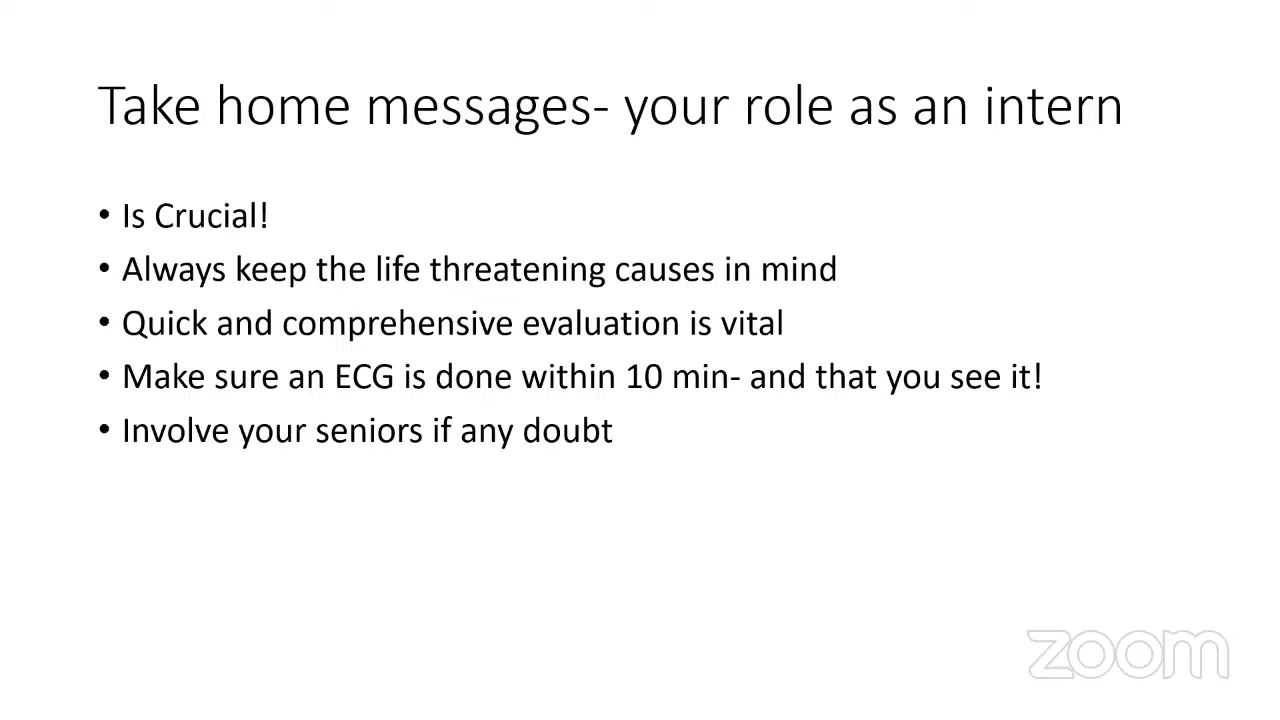 Take home messages- your role as an intern
• Is Crucial!
• Always keep the life threatening causes in mind
• Quick and comprehensive evaluation is vital
• Make sure an ECG is done within 10 min- and that you see it!
• Involve your seniors if any doubt
zoom